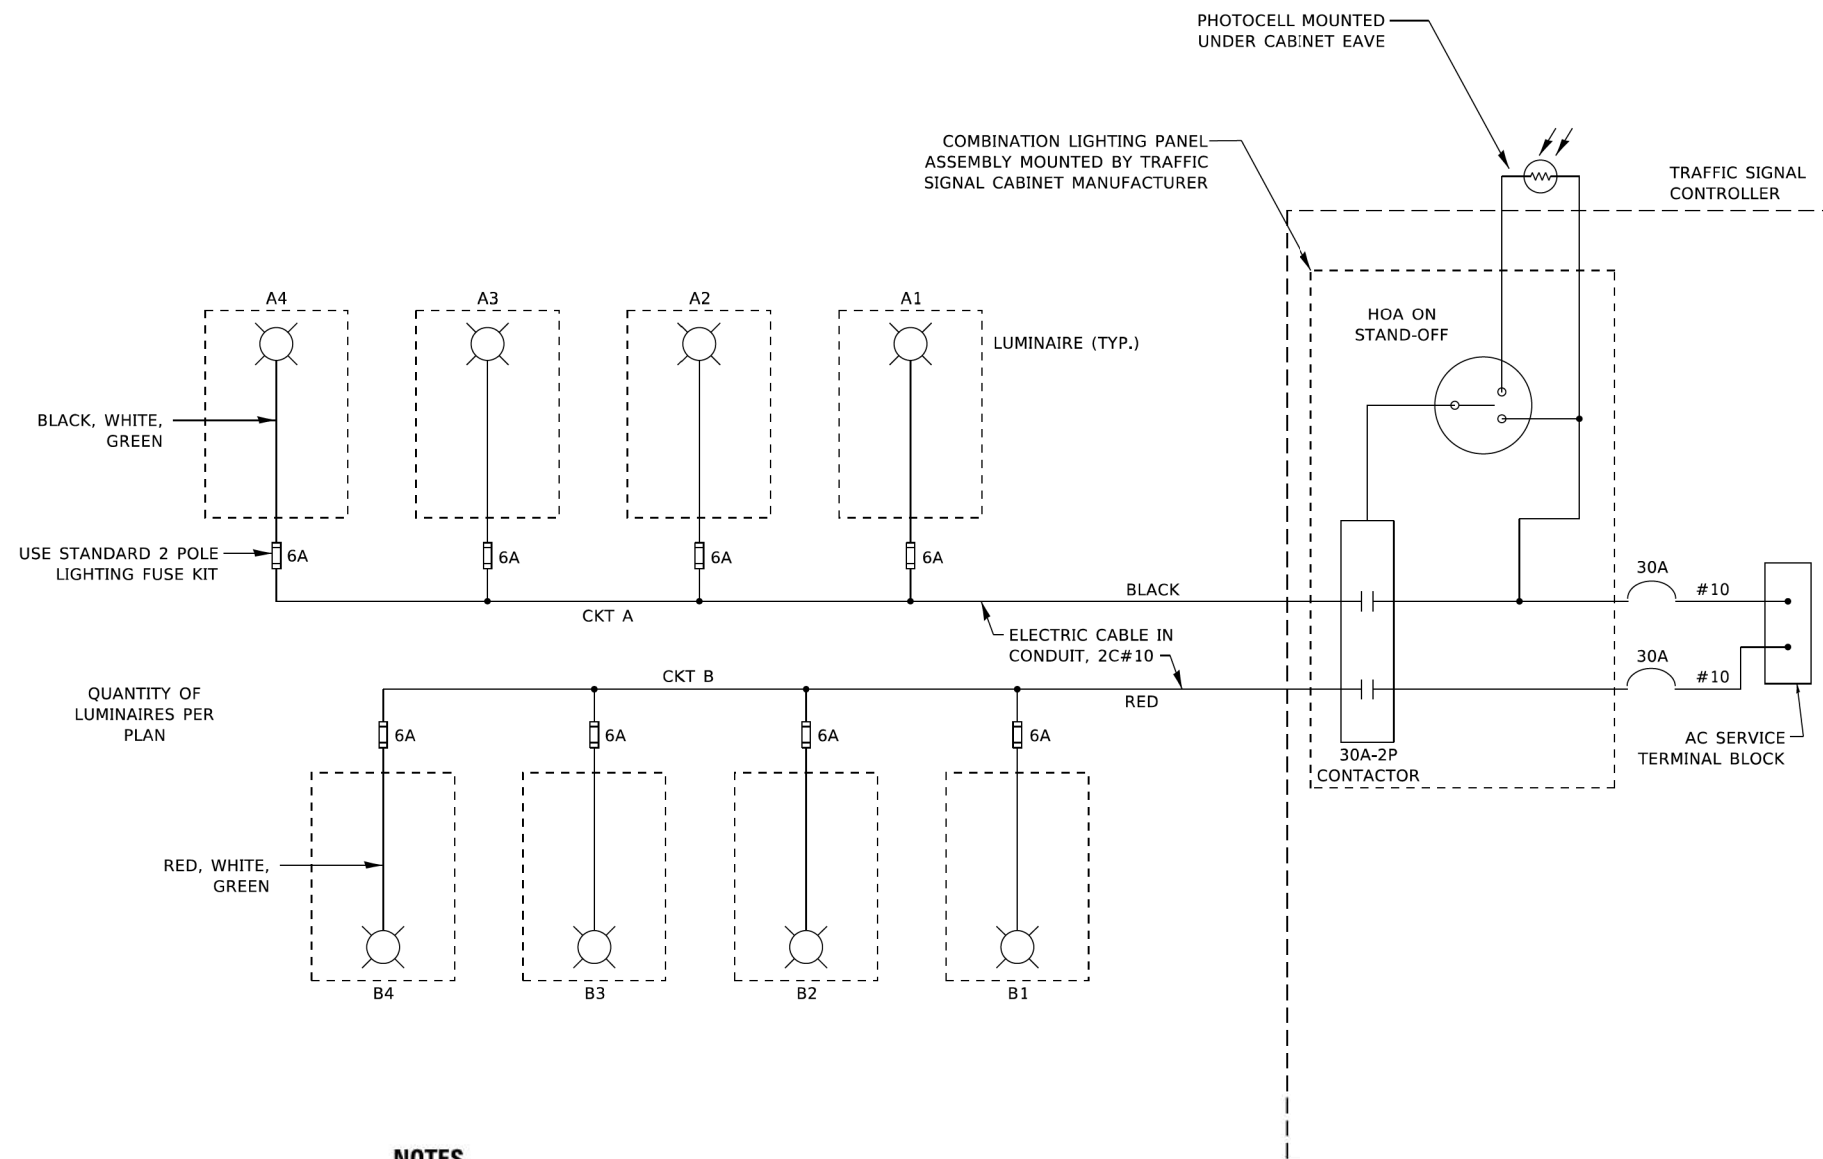 PHOTOCELL MOUNTED
UNDER CABINET EAVE
COMBINATION LIGHTING PANEL
ASSEMBLY MOUNTED BY TRAFFIC
SIGNAL CABINET MANUFACTURER
TRAFFIC SIGNAL
CONTROLLER
A4
A3
A2
A1
HOA ON
STAND-OFF
LUMINAIRE (TYP.)
BLACK, WHITE,
GREEN
USE STANDARD 2 POLE
LIGHTING FUSE KIT
6A
6A
6A
6A
30A
BLACK
#10
CKT A
ELECTRIC CABLE IN
CONDUIT, 2C#10
30A
CKT B
#10
QUANTITY OF
LUMINAIRES PER
PLAN
RED
6A
6A
6A
6A
AC SERVICE
TERMINAL BLOCK
30A-2P
CONTACTOR
RED, WHITE,
GREEN
B4
B3
B2
B1
NOTES